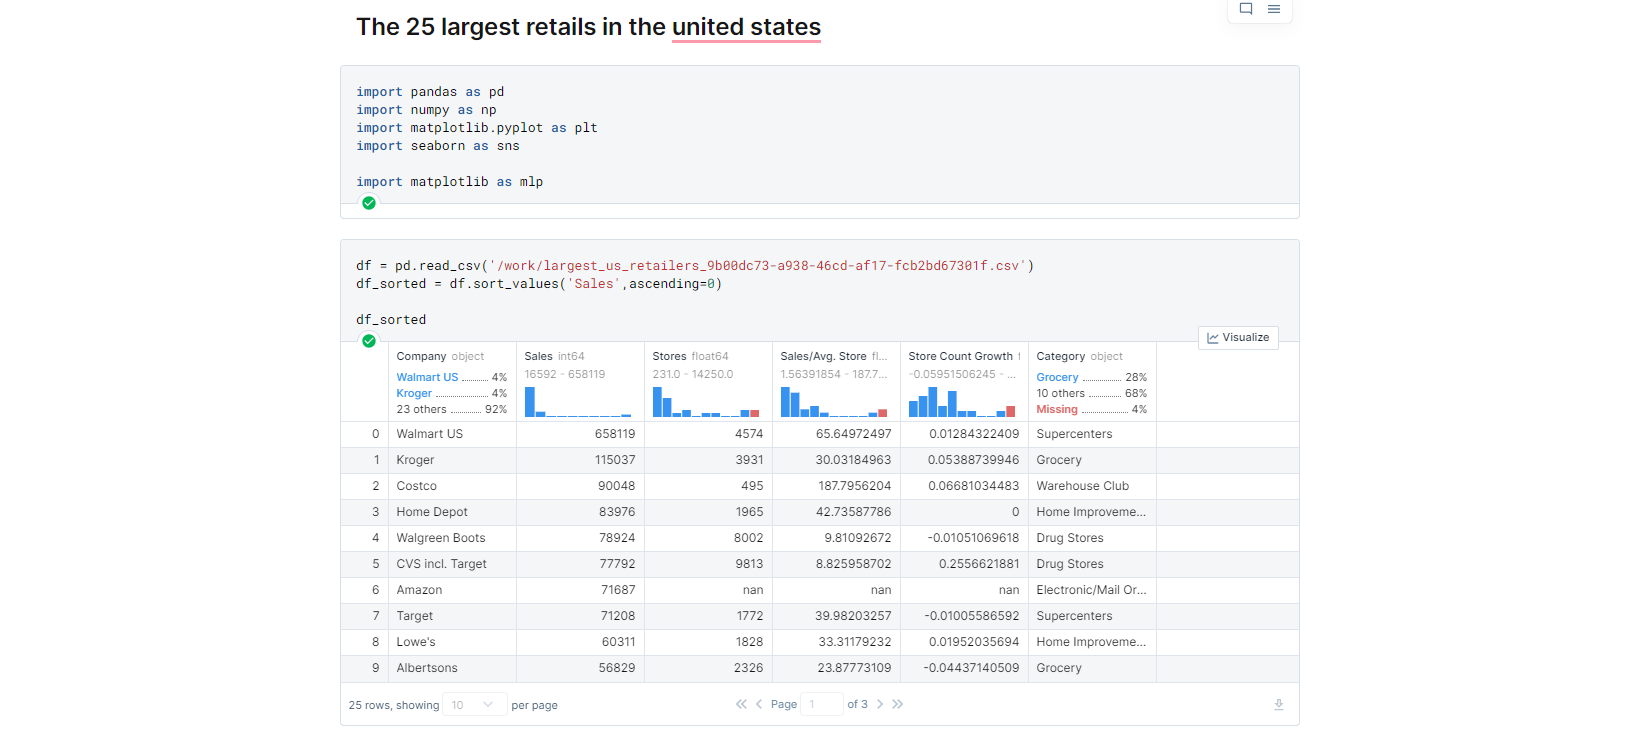 The 25 largest retails in the united states
import pandas as pd
import numpy as np
import matplotlib.pyplot as plt
import seaborn as sns
import matplotlib as mlp
df = pd.read_csv('/work/largest_us_retailers_9b00dc73-a938-46cd-af17-fcb2bd67301f.csv')
df_sorted = df.sort_values('Sales',ascending=0)
df_sorted
Visualize
Company object Sales int64 Stores float64 Sales/Avg. Store fl... Store Count Growth f Category object
Walmart US 4% 16592 - 658119 231.0 - 14250.0 1.56391854 - 187.7... -0.05951506245 - ... Grocery 28%
Kroger 4% 10 others 68%
23 others 92% Missing 4%
0 Walmart US 658119 4574 65.64972497 0.01284322409 Supercenters
1 Kroger 115037 3931 30.03184963 0.05388739946 Grocery
2 Costco 90048 495 187.7956204 0.06681034483 Warehouse Club
3 Home Depot 83976 1965 42.73587786 0 Home Improveme...
4 Walgreen Boots 78924 8002 9.81092672 -0.01051069618 Drug Stores
5 CVS incl. Target 77792 9813 8.825958702 0.2556621881 Drug Stores
6 Amazon 71687 nan nan nan Electronic/Mail Or...
7 Target 71208 1772 39.98203257 -0.01005586592 Supercenters
8 Lowe's 60311 1828 33.31179232 0.01952035694 Home Improveme...
9 Albertsons 56829 2326 23.87773109 -0.04437140509 Grocery
25 rows, showing 10 per page Page 1 of 3